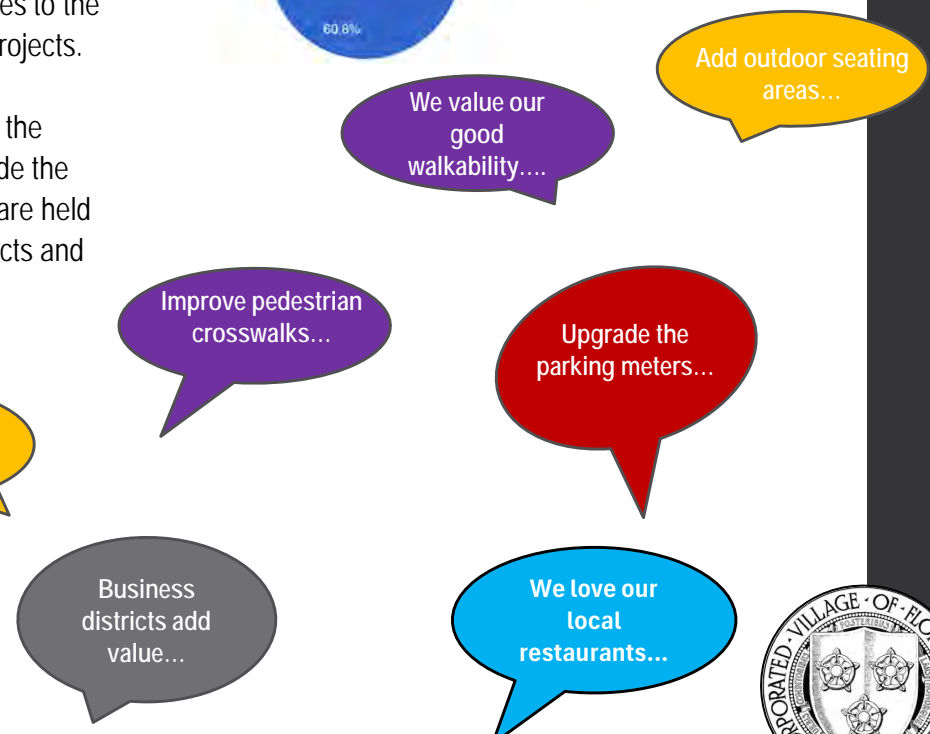 es to the
rojects.
the
de the
are held
cts and
60.8%
Add outdoor seating
areas…
We value our
good
walkability….
Improve pedestrian
crosswalks…
Upgrade the
parking meters…
Business
districts add
value…
We love our
local
restaurants…
PORATED · VILLAGE · OF · FLO